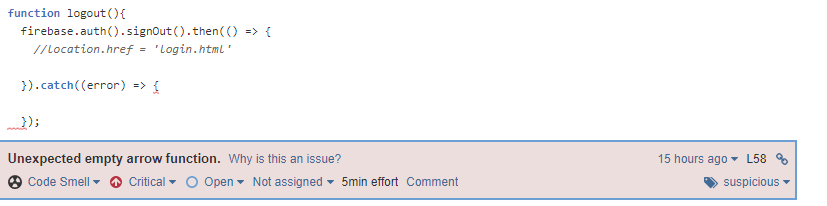 function logout(){
firebase.auth().signOut().then(() => {
//location.href = 'login.html'
}).catch((error) => {
});
Unexpected empty arrow function. Why is this an issue? 15 hours ago L58
Code Smell Critical Open Not assigned 5min effort Comment suspicious